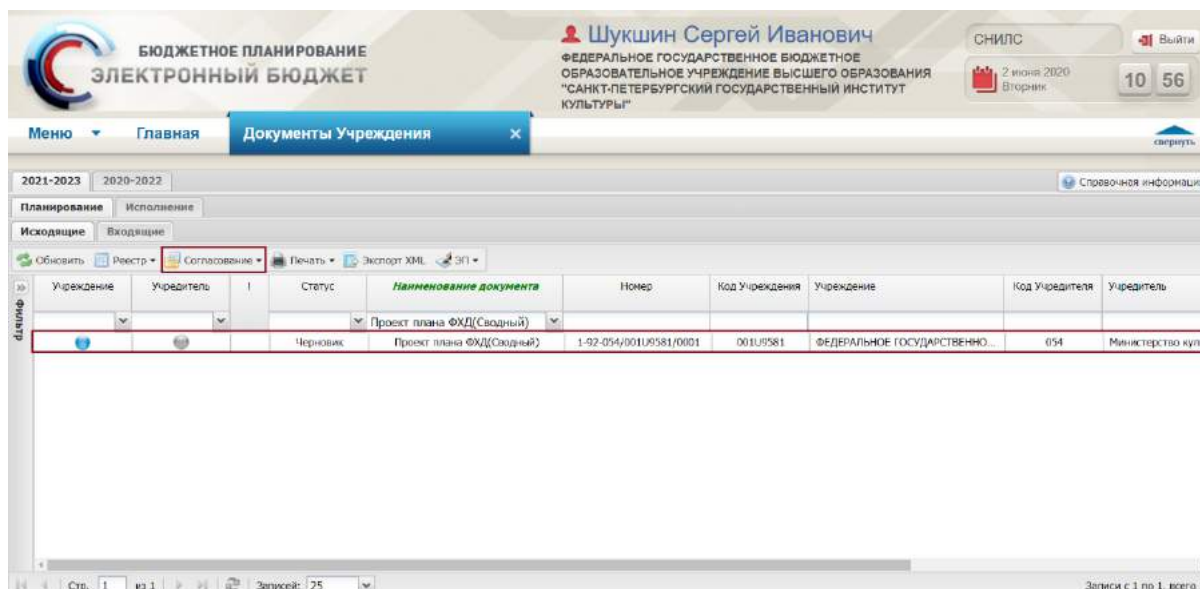 БЮДЖЕТНОЕ ПЛАНИРОВАНИЕ
ЭЛЕКТРОННЫЙ БЮДЖЕТ
Шукшин Сергей Иванович
ФЕДЕРАЛЬНОЕ ГОСУДАРСТВЕННОЕ БЮДЖЕТНОЕ
ОБРАЗОВАТЕЛЬНОЕ УЧРЕЖДЕНИЕ ВЫСШЕГО ОБРАЗОВАНИЯ
"САНКТ-ПЕТЕРБУРГСКИЙ ГОСУДАРСТВЕННЫЙ ИНСТИТУТ
КУЛЬТУРЫ"
СНИЛС
Выйти
2 июня 2020
Вторник
10 56
Меню Главная Документы Учреждения ×
свернуть
2021-2023 2020-2022 Справочная информаци
Планирование Исполнение
Исходящие Входящие
Обновить Реестр Согласование Печать Экспорт XML ЭП
Фильтр
Учреждение Учредитель ! Статус Наименование документа Номер Код Учреждения Учреждение Код Учредителя Учредитель
Проект плана ФХД(Сводный)
Черновик Проект плана ФХД(Сводный) 1-92-054/001U9581/0001 001U9581 ФЕДЕРАЛЬНОЕ ГОСУДАРСТВЕННО... 054 Министерство кул
Стр. 1 из 1 Записей: 25 Записи с 1 по 1, всего